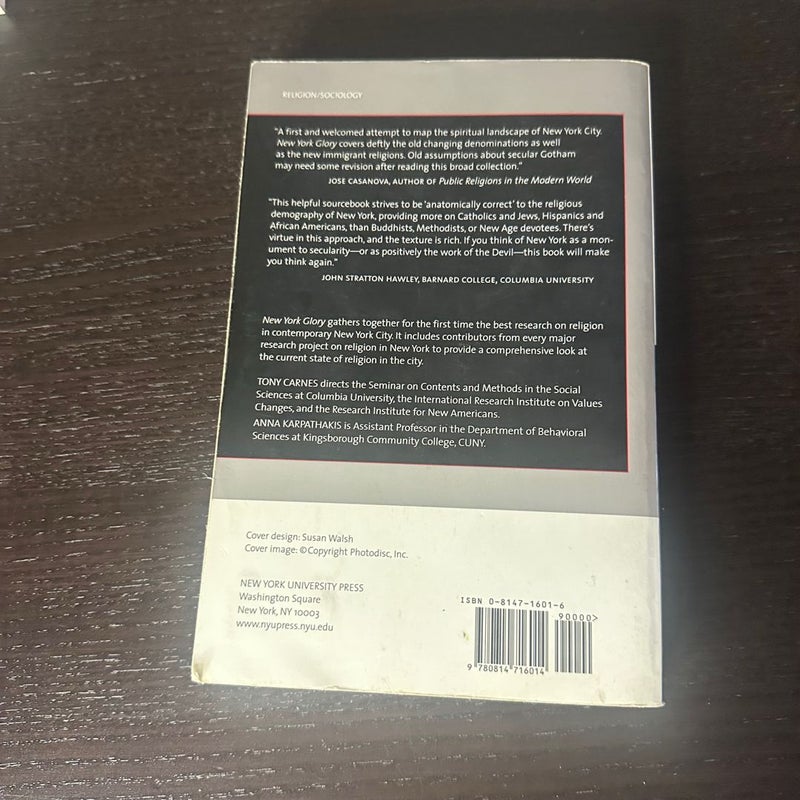 RELIGION/SOCIOLOGY
"A first and welcomed attempt to map the spiritual landscape of New York City.
New York Glory covers deftly the old changing denominations as well
as the new immigrant religions. Old assumptions about secular Gotham
may need some revision after reading this broad collection."
JOSE CASANOVA, AUTHOR OF Public Religions in the Modern World
"This helpful sourcebook strives to be 'anatomically correct' to the religious
demography of New York, providing more on Catholics and Jews, Hispanics and
African Americans, than Buddhists, Methodists, or New Age devotees. There's
virtue in this approach, and the texture is rich. If you think of New York as a mon-
ument to secularity—or as positively the work of the Devil—this book will make
you think again."
JOHN STRATTON HAWLEY, BARNARD COLLEGE, COLUMBIA UNIVERSITY
New York Glory gathers together for the first time the best research on religion
in contemporary New York City. It includes contributors from every major
research project on religion in New York to provide a comprehensive look at
the current state of religion in the city.
TONY CARNES directs the Seminar on Contents and Methods in the Social
Sciences at Columbia University, the International Research Institute on Values
Changes, and the Research Institute for New Americans.
ANNA KARPATHAKIS is Assistant Professor in the Department of Behavioral
Sciences at Kingsborough Community College, CUNY.
Cover design: Susan Walsh
Cover image: ©Copyright Photodisc, Inc.
NEW YORK UNIVERSITY PRESS
Washington Square
New York, NY 10003
www.nyupress.nyu.edu
ISBN 0-8147-1601-6
90000>
9 780814 716014